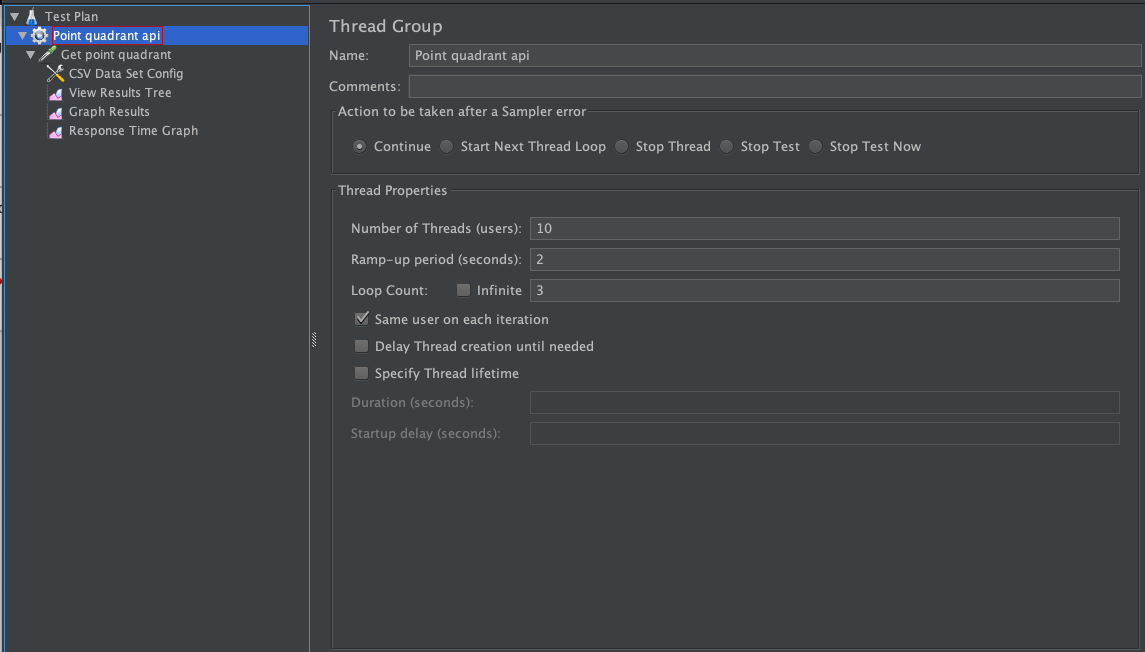 Test Plan
Point quadrant api
Get point quadrant
CSV Data Set Config
View Results Tree
Graph Results
Response Time Graph
Thread Group
Name: Point quadrant api
Comments:
Action to be taken after a Sampler error
Continue Start Next Thread Loop Stop Thread Stop Test Stop Test Now
Thread Properties
Number of Threads (users): 10
Ramp-up period (seconds): 2
Loop Count: Infinite 3
Same user on each iteration
Delay Thread creation until needed
Specify Thread lifetime
Duration (seconds):
Startup delay (seconds):